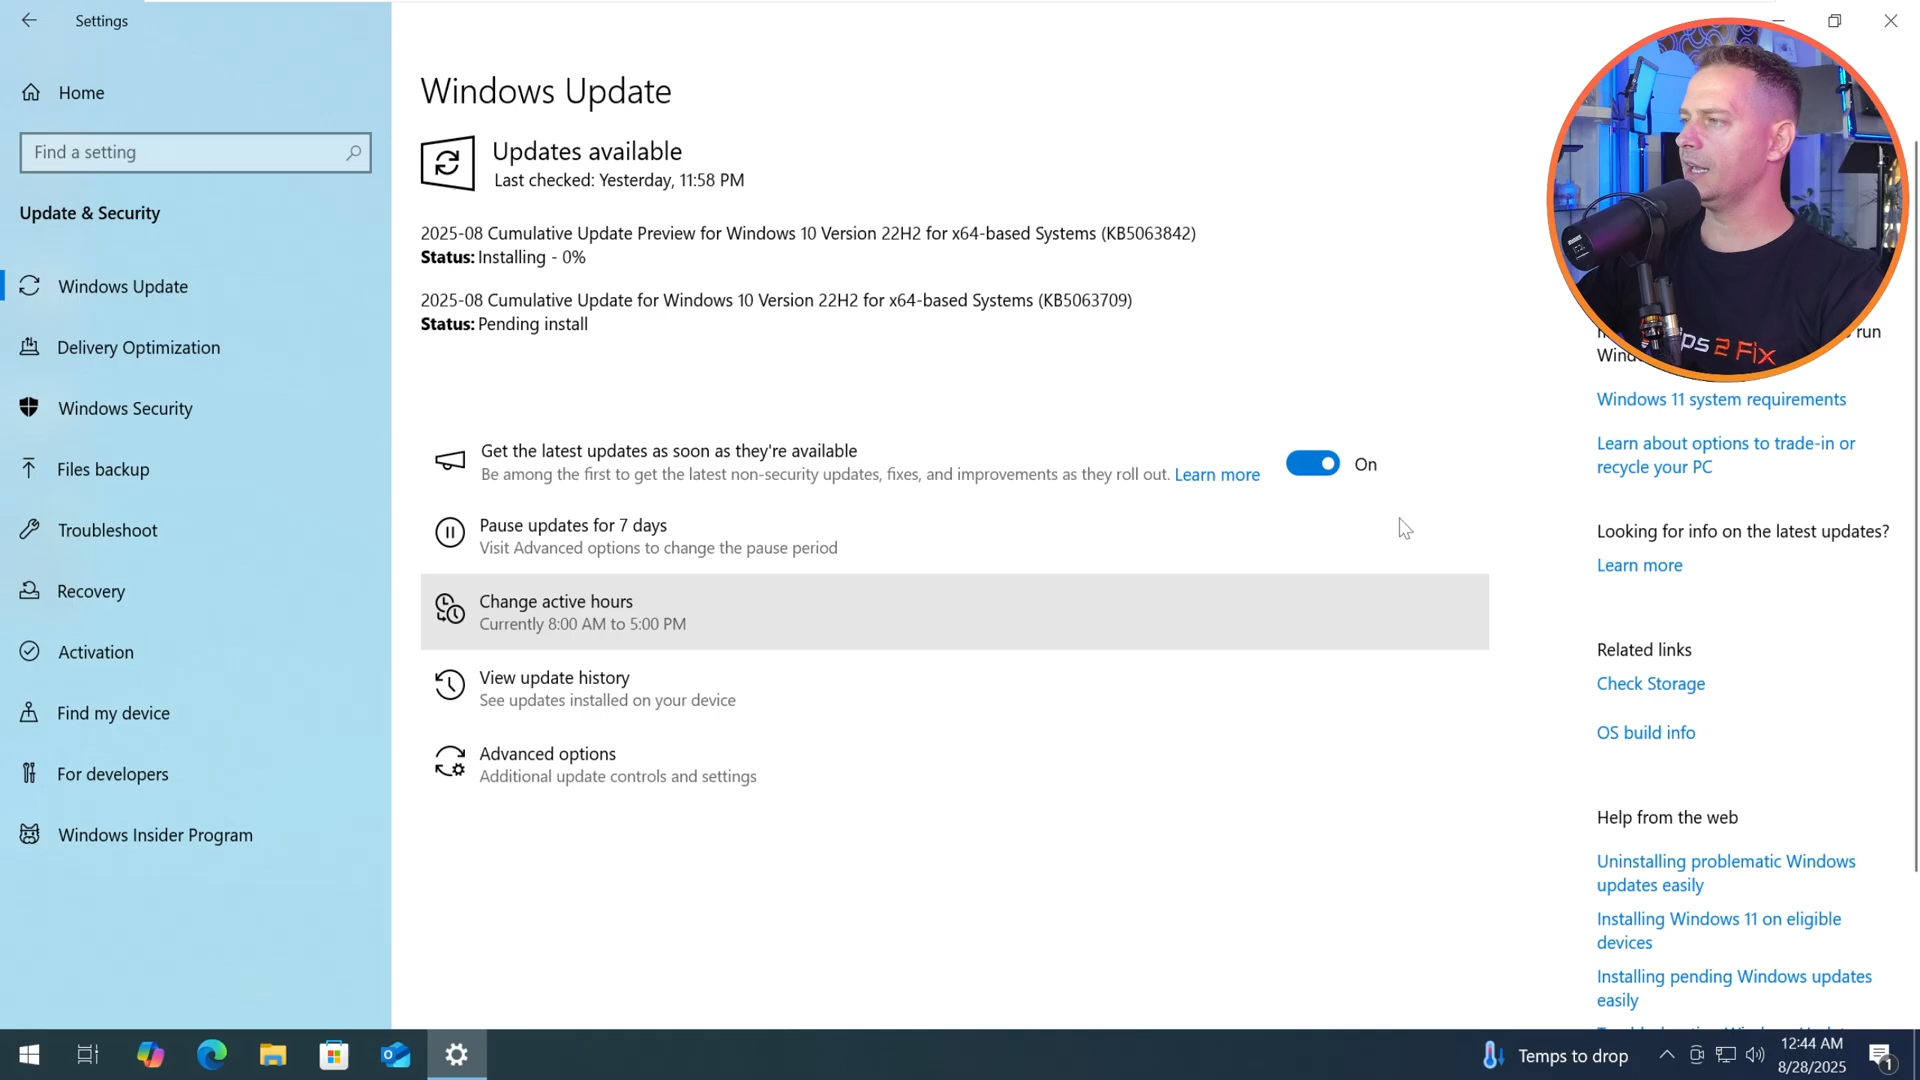 Settings
Home
Find a setting
Update & Security
Windows Update
Delivery Optimization
Windows Security
Files backup
Troubleshoot
Recovery
Activation
Find my device
For developers
Windows Insider Program
Windows Update
Updates available
Last checked: Yesterday, 11:58 PM
2025-08 Cumulative Update Preview for Windows 10 Version 22H2 for x64-based Systems (KB5063842)
Status: Installing - 0%
2025-08 Cumulative Update for Windows 10 Version 22H2 for x64-based Systems (KB5063709)
Status: Pending install
Get the latest updates as soon as they're available
Be among the first to get the latest non-security updates, fixes, and improvements as they roll out. Learn more
On
Pause updates for 7 days
Visit Advanced options to change the pause period
Change active hours
Currently 8:00 AM to 5:00 PM
View update history
See updates installed on your device
Advanced options
Additional update controls and settings
ps 2 Fix
run
Wind
Windows 11 system requirements
Learn about options to trade-in or
recycle your PC
Looking for info on the latest updates?
Learn more
Related links
Check Storage
OS build info
Help from the web
Uninstalling problematic Windows
updates easily
Installing Windows 11 on eligible
devices
Installing pending Windows updates
easily
Temps to drop
12:44 AM
8/28/2025
1